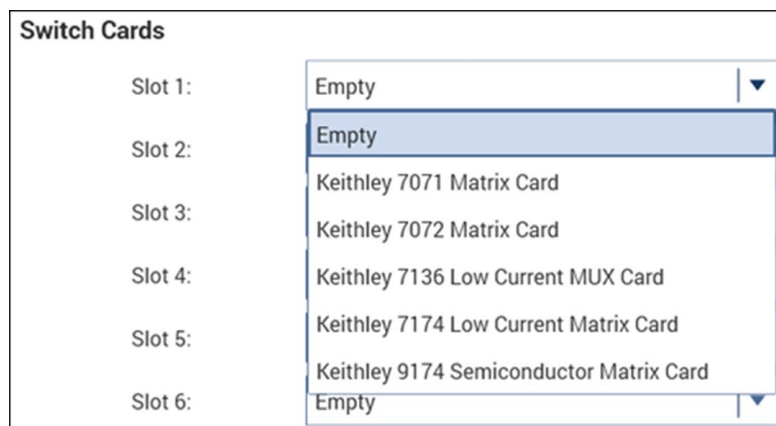 Switch Cards
Slot 1:
Empty
Empty
Slot 2:
Keithley 7071 Matrix Card
Slot 3:
Keithley 7072 Matrix Card
Slot 4:
Keithley 7136 Low Current MUX Card
Keithley 7174 Low Current Matrix Card
Slot 5:
Keithley 9174 Semiconductor Matrix Card
Slot 6:
Empty